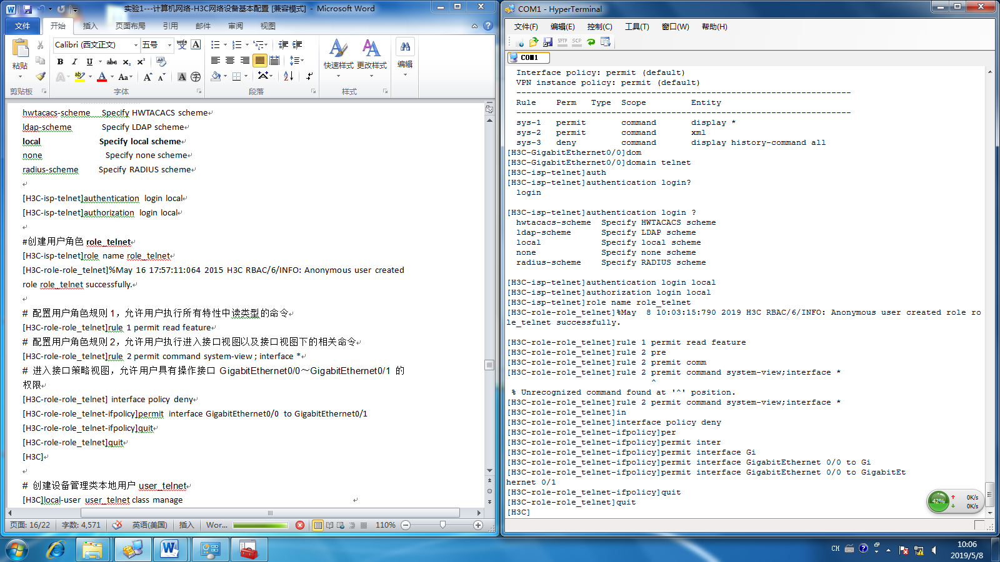 实验1---计算机网络-H3C网络设备基本配置 [兼容模式] - Microsoft Word
文件 开始 插入 页面布局 引用 邮件 审阅 视图
粘贴
Calibri (西文正文) 五号
快速样式 更改样式 编辑
剪贴板 字体 段落 样式
hwtacacs-scheme Specify HWTACACS scheme
ldap-scheme Specify LDAP scheme
local Specify local scheme
none Specify none scheme
radius-scheme Specify RADIUS scheme
[H3C-isp-telnet]authentication login local
[H3C-isp-telnet]authorization login local
#创建用户角色 role_telnet
[H3C-isp-telnet]role name role_telnet
[H3C-role-role_telnet]%May 16 17:57:11:064 2015 H3C RBAC/6/INFO: Anonymous user created
role role_telnet successfully.
# 配置用户角色规则 1，允许用户执行所有特性中读类型的命令
[H3C-role-role_telnet]rule 1 permit read feature
# 配置用户角色规则 2，允许用户执行进入接口视图以及接口视图下的相关命令
[H3C-role-role_telnet]rule 2 permit command system-view ; interface *
# 进入接口策略视图，允许用户具有操作接口 GigabitEthernet0/0～GigabitEthernet0/1 的
权限
[H3C-role-role_telnet] interface policy deny
[H3C-role-role_telnet-ifpolicy]permit interface GigabitEthernet0/0 to GigabitEthernet0/1
[H3C-role-role_telnet-ifpolicy]quit
[H3C-role-role_telnet]quit
[H3C]
# 创建设备管理类本地用户 user_telnet
[H3C]local-user user_telnet class manage
页面: 16/22 字数: 4,571 英语(美国) 插入 Wor... 110%
COM1 - HyperTerminal
文件(F) 编辑(E) 控制(C) 工具(T) 窗口(W) 帮助(H)
SFTP SCP
COM1
Interface policy: permit (default)
VPN instance policy: permit (default)
-------------------------------------------------------------------
Rule Perm Type Scope Entity
-------------------------------------------------------------------
sys-1 permit command display *
sys-2 permit command xml
sys-3 deny command display history-command all
[H3C-GigabitEthernet0/0]dom
[H3C-GigabitEthernet0/0]domain telnet
[H3C-isp-telnet]auth
[H3C-isp-telnet]authentication login?
login
[H3C-isp-telnet]authentication login ?
hwtacacs-scheme Specify HWTACACS scheme
ldap-scheme Specify LDAP scheme
local Specify local scheme
none Specify none scheme
radius-scheme Specify RADIUS scheme
[H3C-isp-telnet]authentication login local
[H3C-isp-telnet]authorization login local
[H3C-isp-telnet]role name role_telnet
[H3C-role-role_telnet]%May  8 10:03:15:790 2019 H3C RBAC/6/INFO: Anonymous user created role ro
le_telnet successfully.
[H3C-role-role_telnet]rule 1 permit read feature
[H3C-role-role_telnet]rule 2 pre
[H3C-role-role_telnet]rule 2 premit comm
[H3C-role-role_telnet]rule 2 premit command system-view;interface *
^
% Unrecognized command found at '^' position.
[H3C-role-role_telnet]rule 2 permit command system-view;interface *
[H3C-role-role_telnet]in
[H3C-role-role_telnet]interface policy deny
[H3C-role-role_telnet-ifpolicy]per
[H3C-role-role_telnet-ifpolicy]permit inter
[H3C-role-role_telnet-ifpolicy]permit interface Gi
[H3C-role-role_telnet-ifpolicy]permit interface GigabitEthernet 0/0 to Gi
[H3C-role-role_telnet-ifpolicy]permit interface GigabitEthernet 0/0 to GigabitEt
hernet 0/1
[H3C-role-role_telnet-ifpolicy]quit
[H3C-role-role_telnet]quit
[H3C]
42% 0K/s
0K/s
CH 10:06
2019/5/8